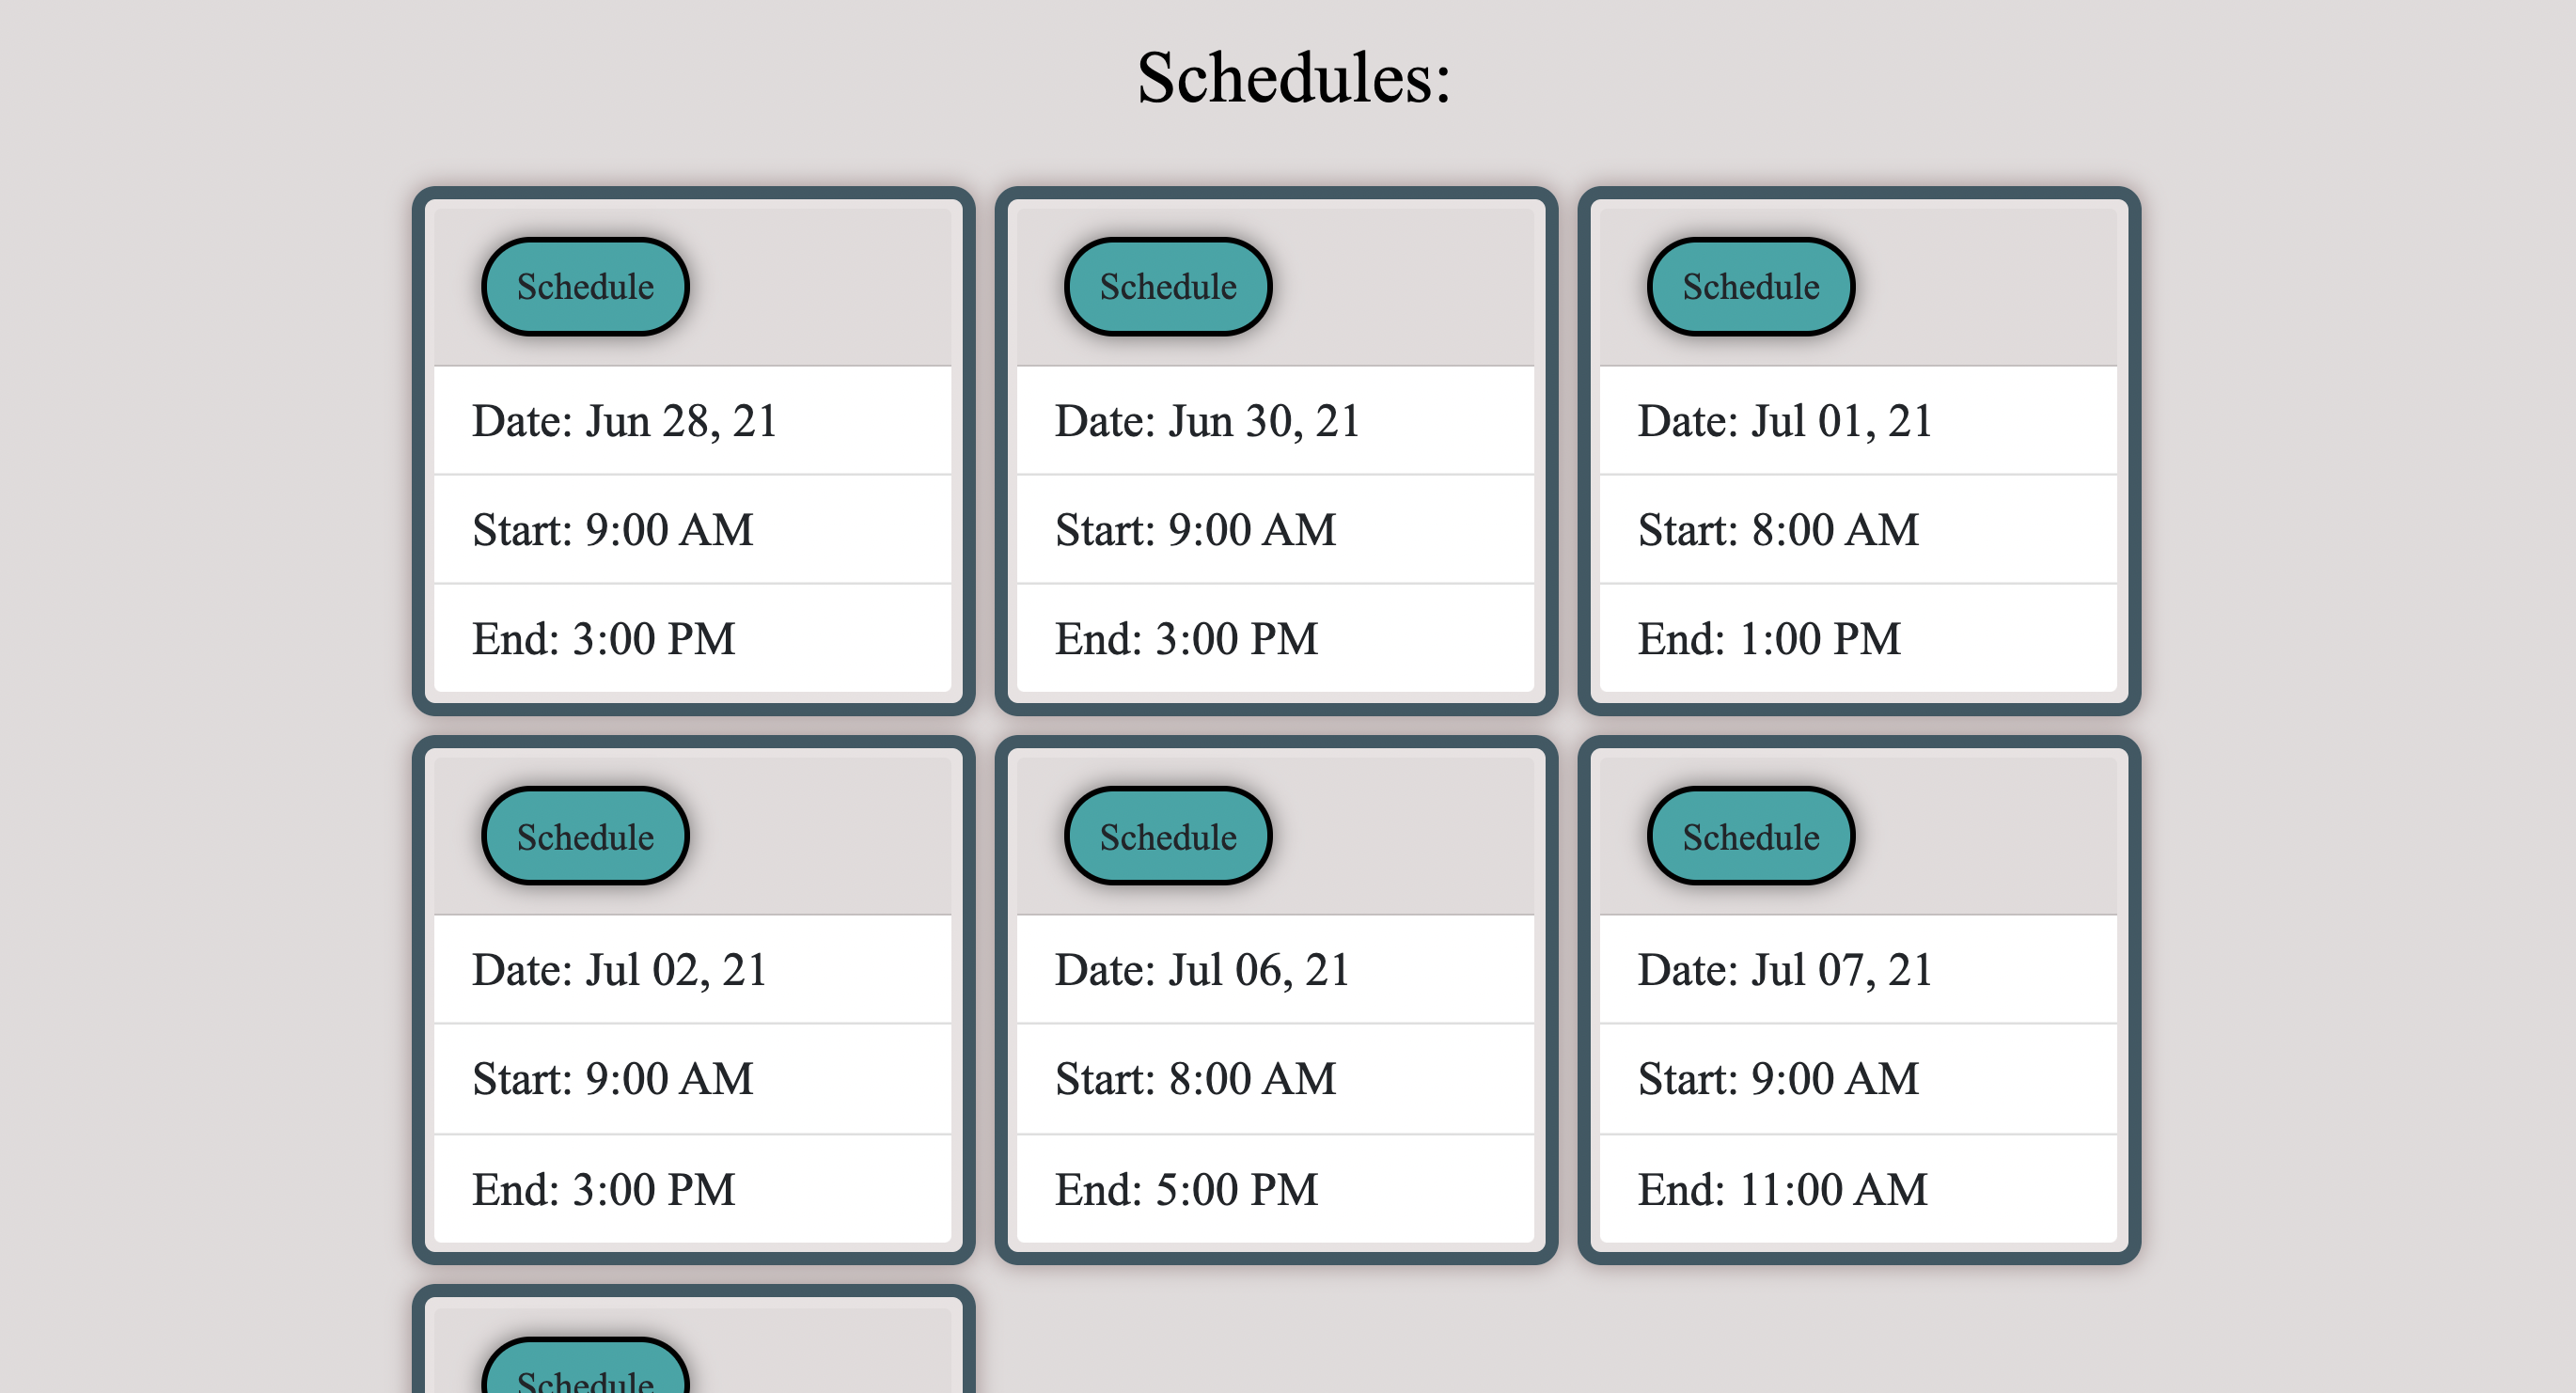 Schedules:
Schedule
Date: Jun 28, 21
Start: 9:00 AM
End: 3:00 PM
Schedule
Date: Jun 30, 21
Start: 9:00 AM
End: 3:00 PM
Schedule
Date: Jul 01, 21
Start: 8:00 AM
End: 1:00 PM
Schedule
Date: Jul 02, 21
Start: 9:00 AM
End: 3:00 PM
Schedule
Date: Jul 06, 21
Start: 8:00 AM
End: 5:00 PM
Schedule
Date: Jul 07, 21
Start: 9:00 AM
End: 11:00 AM
Schedule